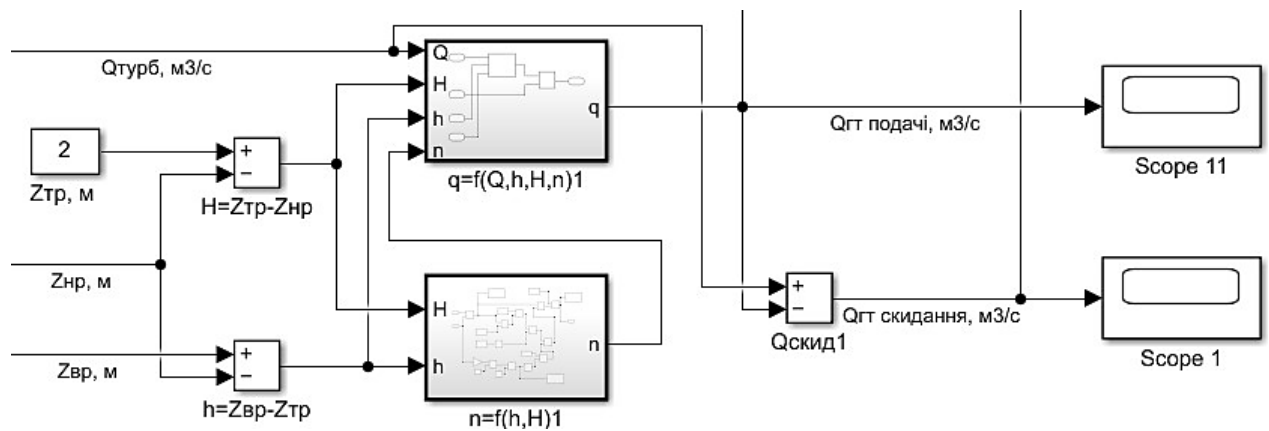 Qтурб, м3/с
Q
H
h
n
q
q=f(Q,h,H,n)1
2
Zтр, м
+
−
H=Zтр-Zнр
Zнр, м
Zвр, м
+
−
h=Zвр-Zтр
H
h
n
n=f(h,H)1
Qгт подачі, м3/с
Scope 11
+
−
Qскид1
Qгт скидання, м3/с
Scope 1